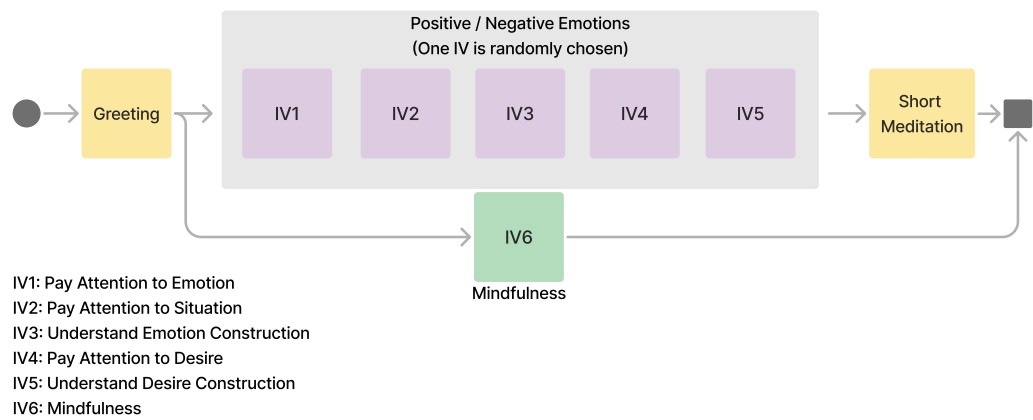 Positive / Negative Emotions
(One IV is randomly chosen)
Greeting
IV1
IV2
IV3
IV4
IV5
Short
Meditation
IV6
Mindfulness
IV1: Pay Attention to Emotion
IV2: Pay Attention to Situation
IV3: Understand Emotion Construction
IV4: Pay Attention to Desire
IV5: Understand Desire Construction
IV6: Mindfulness